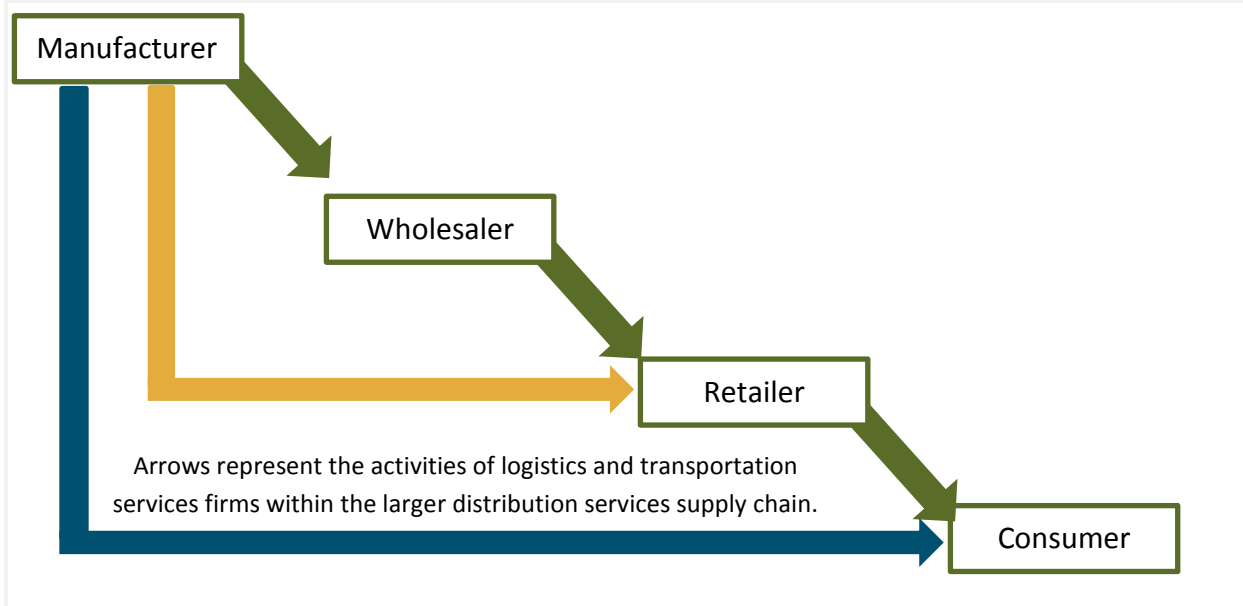 Manufacturer
Wholesaler
Retailer
Arrows represent the activities of logistics and transportation
services firms within the larger distribution services supply chain.
Consumer